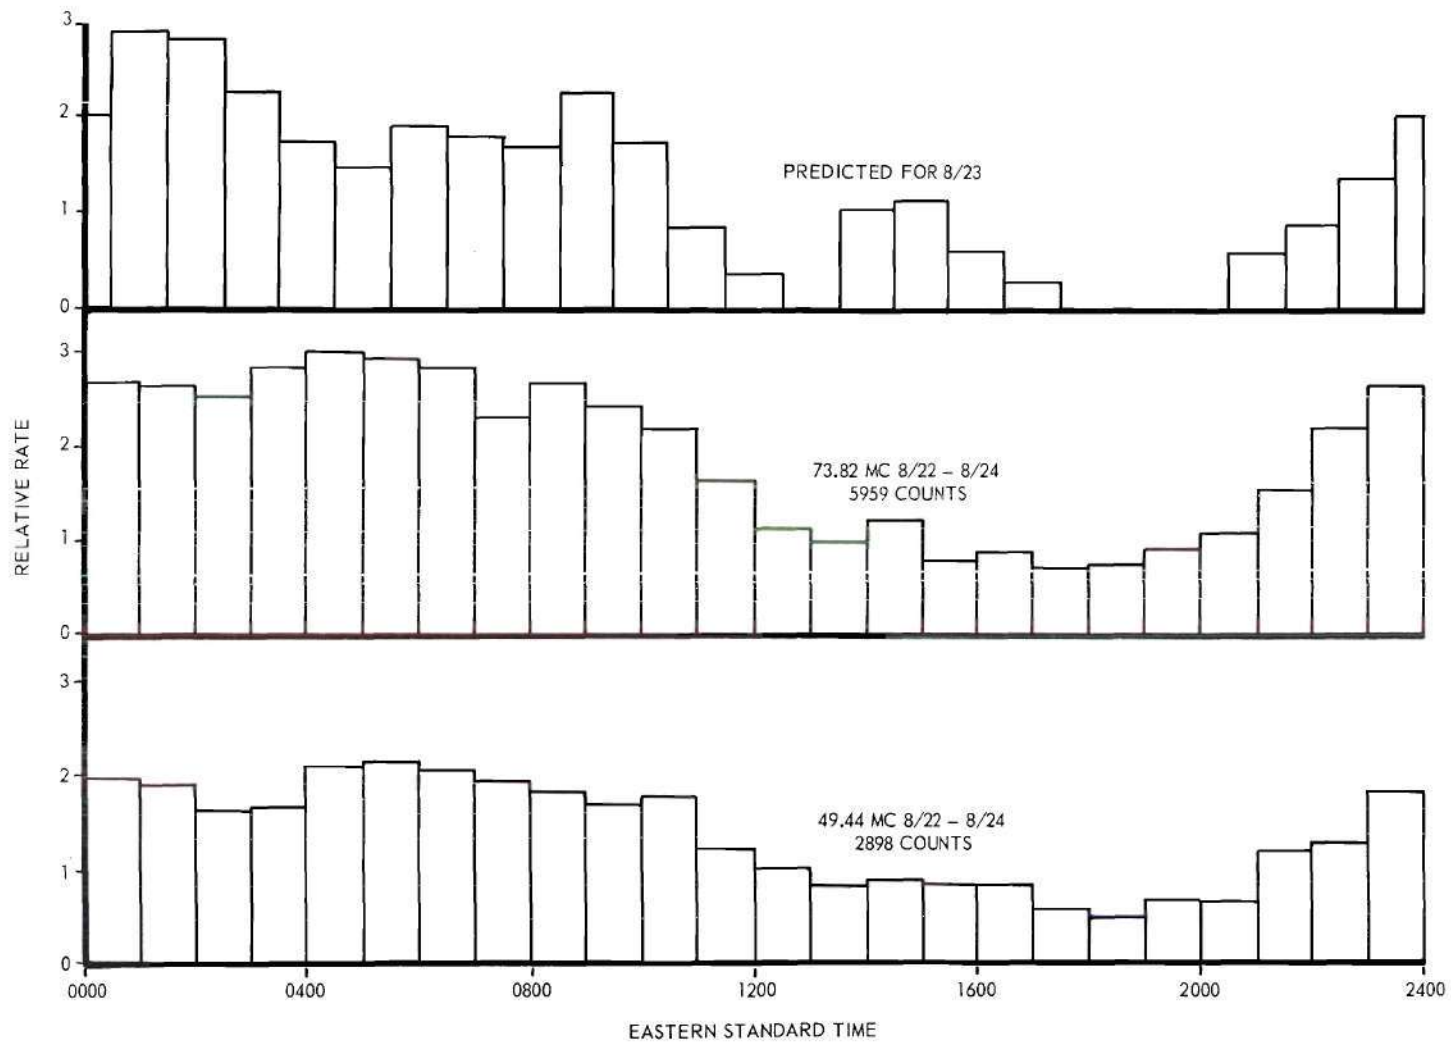 3
2
1
0
PREDICTED FOR 8/23
3
2
1
0
73.82 MC 8/22 – 8/24
5959 COUNTS
RELATIVE RATE
3
2
1
0
49.44 MC 8/22 – 8/24
2898 COUNTS
0000 0400 0800 1200 1600 2000 2400
EASTERN STANDARD TIME